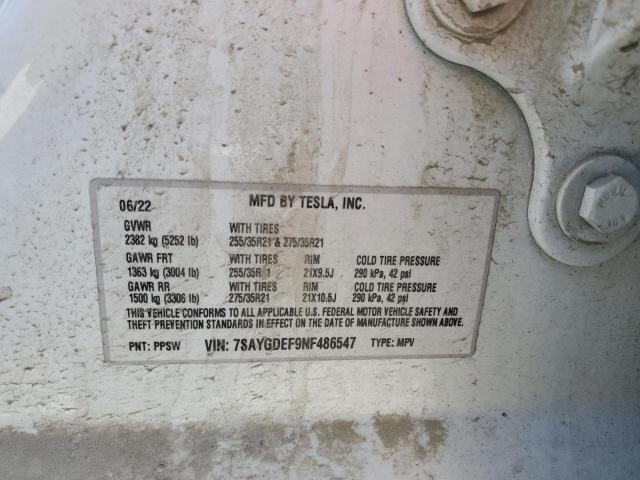 06/22 MFD BY TESLA, INC.
GVWR WITH TIRES
2382 kg (5252 lb) 255/35R21 & 275/35R21
GAWR FRT WITH TIRES RIM COLD TIRE PRESSURE
1363 kg (3004 lb) 255/35R 1 21X9.5J 290 kPa, 42 psi
GAWR RR WITH TIRES RIM COLD TIRE PRESSURE
1500 kg (3306 lb) 275/35R21 21X10.5J 290 kPa, 42 psi
THIS VEHICLE CONFORMS TO ALL APPLICABLE U.S. FEDERAL MOTOR VEHICLE SAFETY AND
THEFT PREVENTION STANDARDS IN EFFECT ON THE DATE OF MANUFACTURE SHOWN ABOVE.
PNT: PPSW VIN: 7SAYGDEF9NF486547 TYPE: MPV